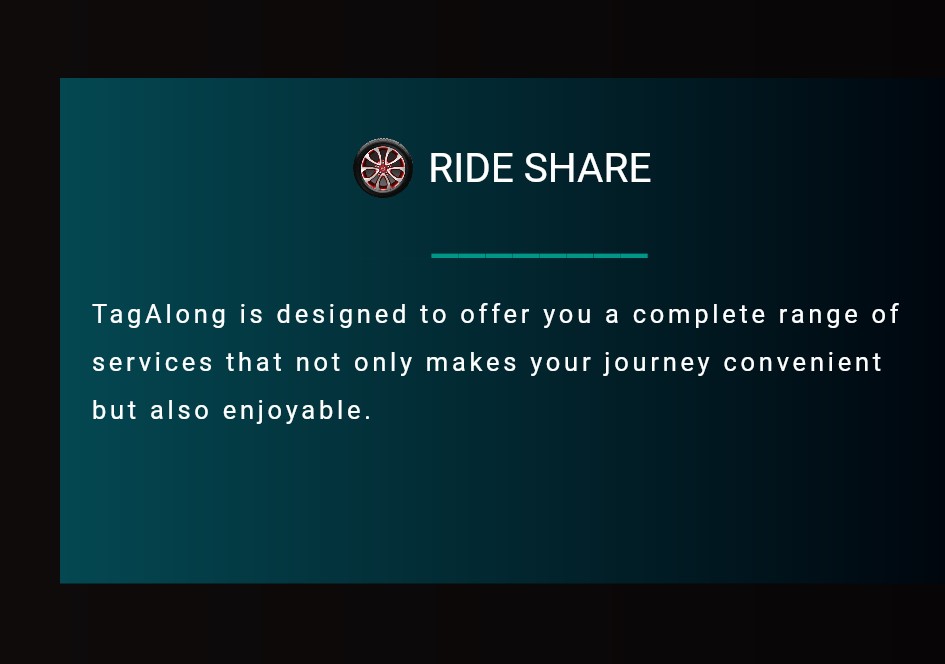 RIDE SHARE
TagAlong is designed to offer you a complete range of
services that not only makes your journey convenient
but also enjoyable.